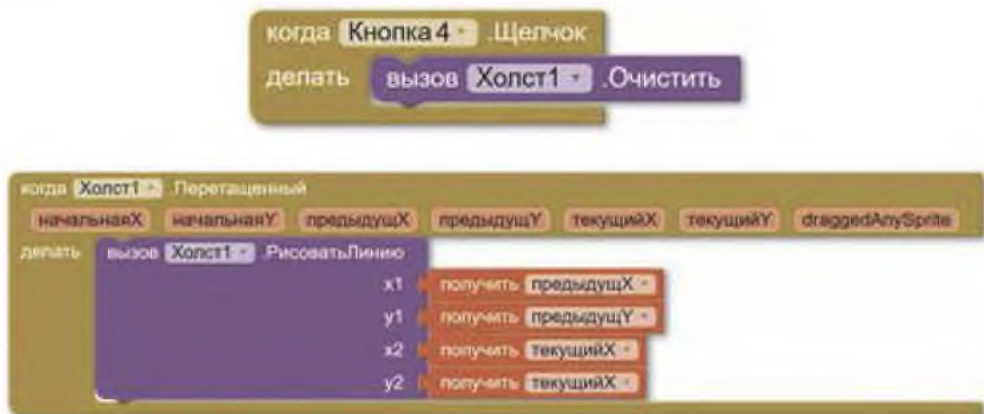 когда Кнопка4 .Щелчок
делать вызов Холст1 .Очистить
когда Холст1 .Перетащенный
начальнаяX начальнаяY предыдущX предыдущY текущийX текущийY draggedAnySprite
делать вызов Холст1 .РисоватьЛинию
x1 получить предыдущX
y1 получить предыдущY
x2 получить текущийX
y2 получить текущийX